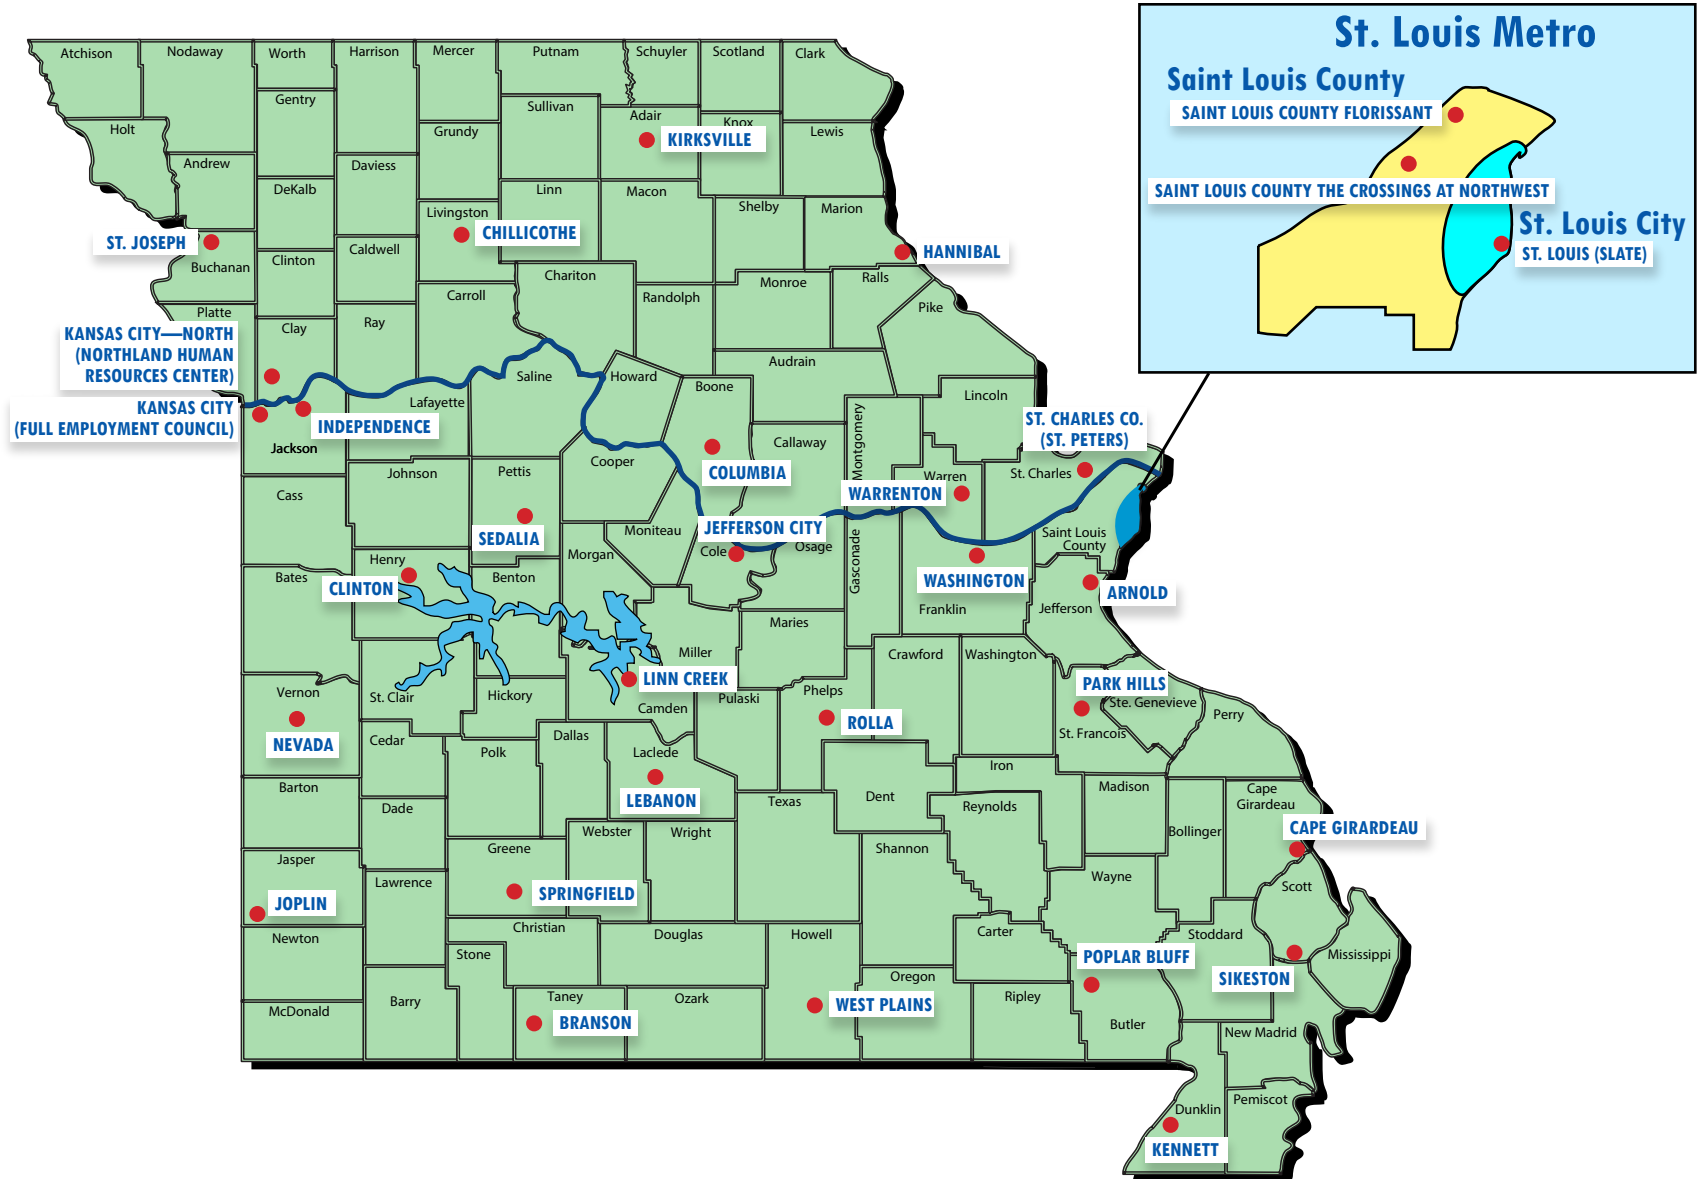 St. Louis Metro
Saint Louis County
SAINT LOUIS COUNTY FLORISSANT
SAINT LOUIS COUNTY THE CROSSINGS AT NORTHWEST
St. Louis City
ST. LOUIS (SLATE)
Atchison
Nodaway
Worth
Harrison
Mercer
Putnam
Schuyler
Scotland
Clark
Gentry
Sullivan
Adair
Knox
Holt
Grundy
Lewis
KIRKSVILLE
Andrew
Daviess
DeKalb
Linn
Macon
Livingston
Shelby
Marion
CHILLICOTHE
ST. JOSEPH
Caldwell
HANNIBAL
Buchanan
Clinton
Chariton
Monroe
Ralls
Carroll
Randolph
Pike
Platte
Clay
Ray
KANSAS CITY—NORTH
(NORTHLAND HUMAN
RESOURCES CENTER)
Audrain
Saline
Howard
Boone
Lincoln
Lafayette
KANSAS CITY
(FULL EMPLOYMENT COUNCIL)
INDEPENDENCE
ST. CHARLES CO.
(ST. PETERS)
Montgomery
Callaway
Jackson
Cooper
Johnson
Pettis
COLUMBIA
St. Charles
Warren
WARRENTON
Cass
JEFFERSON CITY
Moniteau
SEDALIA
Morgan
Cole
Osage
Gasconade
Saint Louis
County
Henry
Bates
Benton
WASHINGTON
CLINTON
ARNOLD
Franklin
Jefferson
Maries
Miller
Crawford
Washington
LINN CREEK
PARK HILLS
Vernon
St. Clair
Hickory
Camden
Pulaski
Phelps
Ste. Genevieve
Perry
ROLLA
St. Francois
NEVADA
Cedar
Polk
Dallas
Laclede
Iron
Barton
LEBANON
Texas
Dent
Reynolds
Madison
Cape
Girardeau
Dade
Webster
Wright
Bollinger
CAPE GIRARDEAU
Jasper
Greene
Shannon
Lawrence
Wayne
Scott
SPRINGFIELD
JOPLIN
Christian
Douglas
Howell
Carter
Stoddard
Newton
Stone
Mississippi
POPLAR BLUFF
Oregon
SIKESTON
Barry
Taney
Ozark
Ripley
WEST PLAINS
McDonald
BRANSON
Butler
New Madrid
Dunklin
Pemiscot
KENNETT